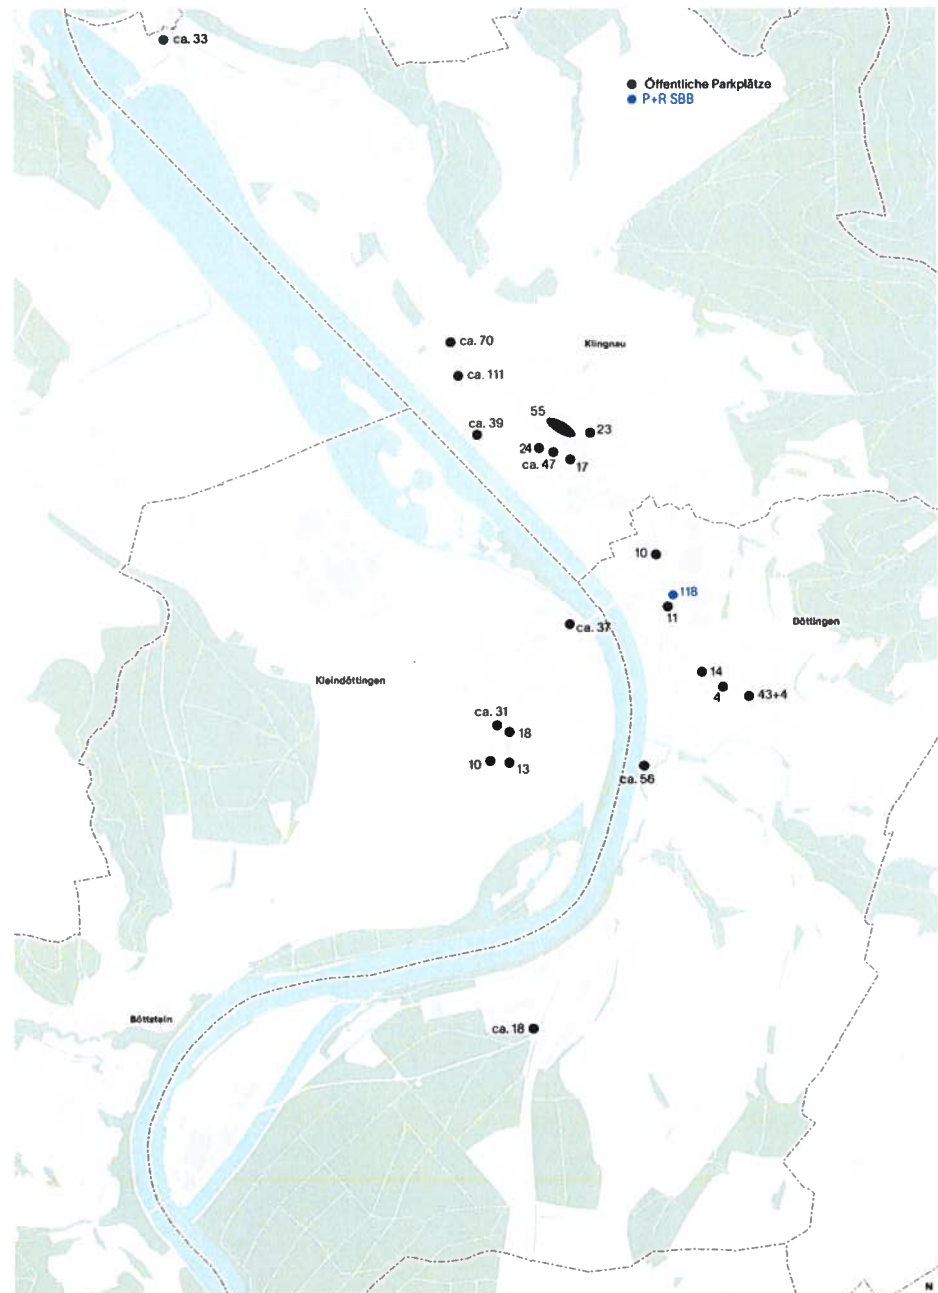 ca. 33
Öffentliche Parkplätze
P+R SBB
ca. 70
Klingnau
ca. 111
55
ca. 39
23
24
ca. 47
17
10
118
11
Döttingen
ca. 37
14
Kleindöttingen
4
43+4
ca. 31
18
10
13
ca. 56
Böttstein
ca. 18
N